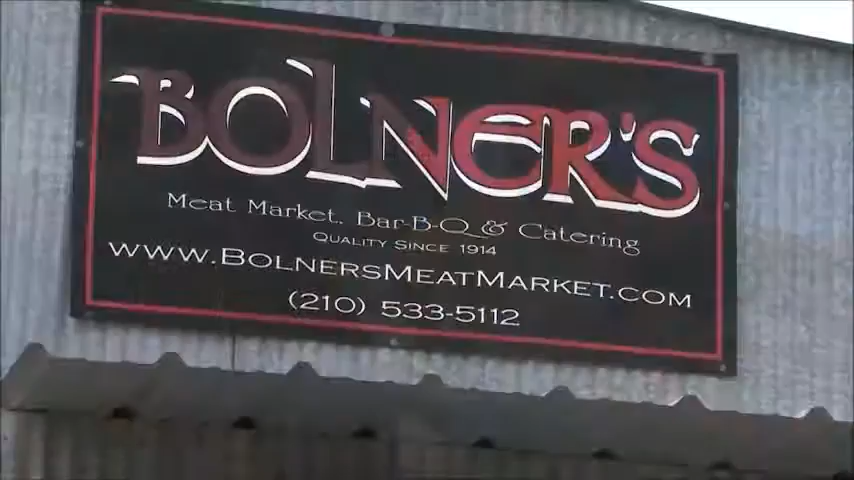 BOLNER'S
Meat Market, Bar-B-Q & Catering
QUALITY SINCE 1914
WWW.BOLNERSMEATMARKET.COM
(210) 533-5112